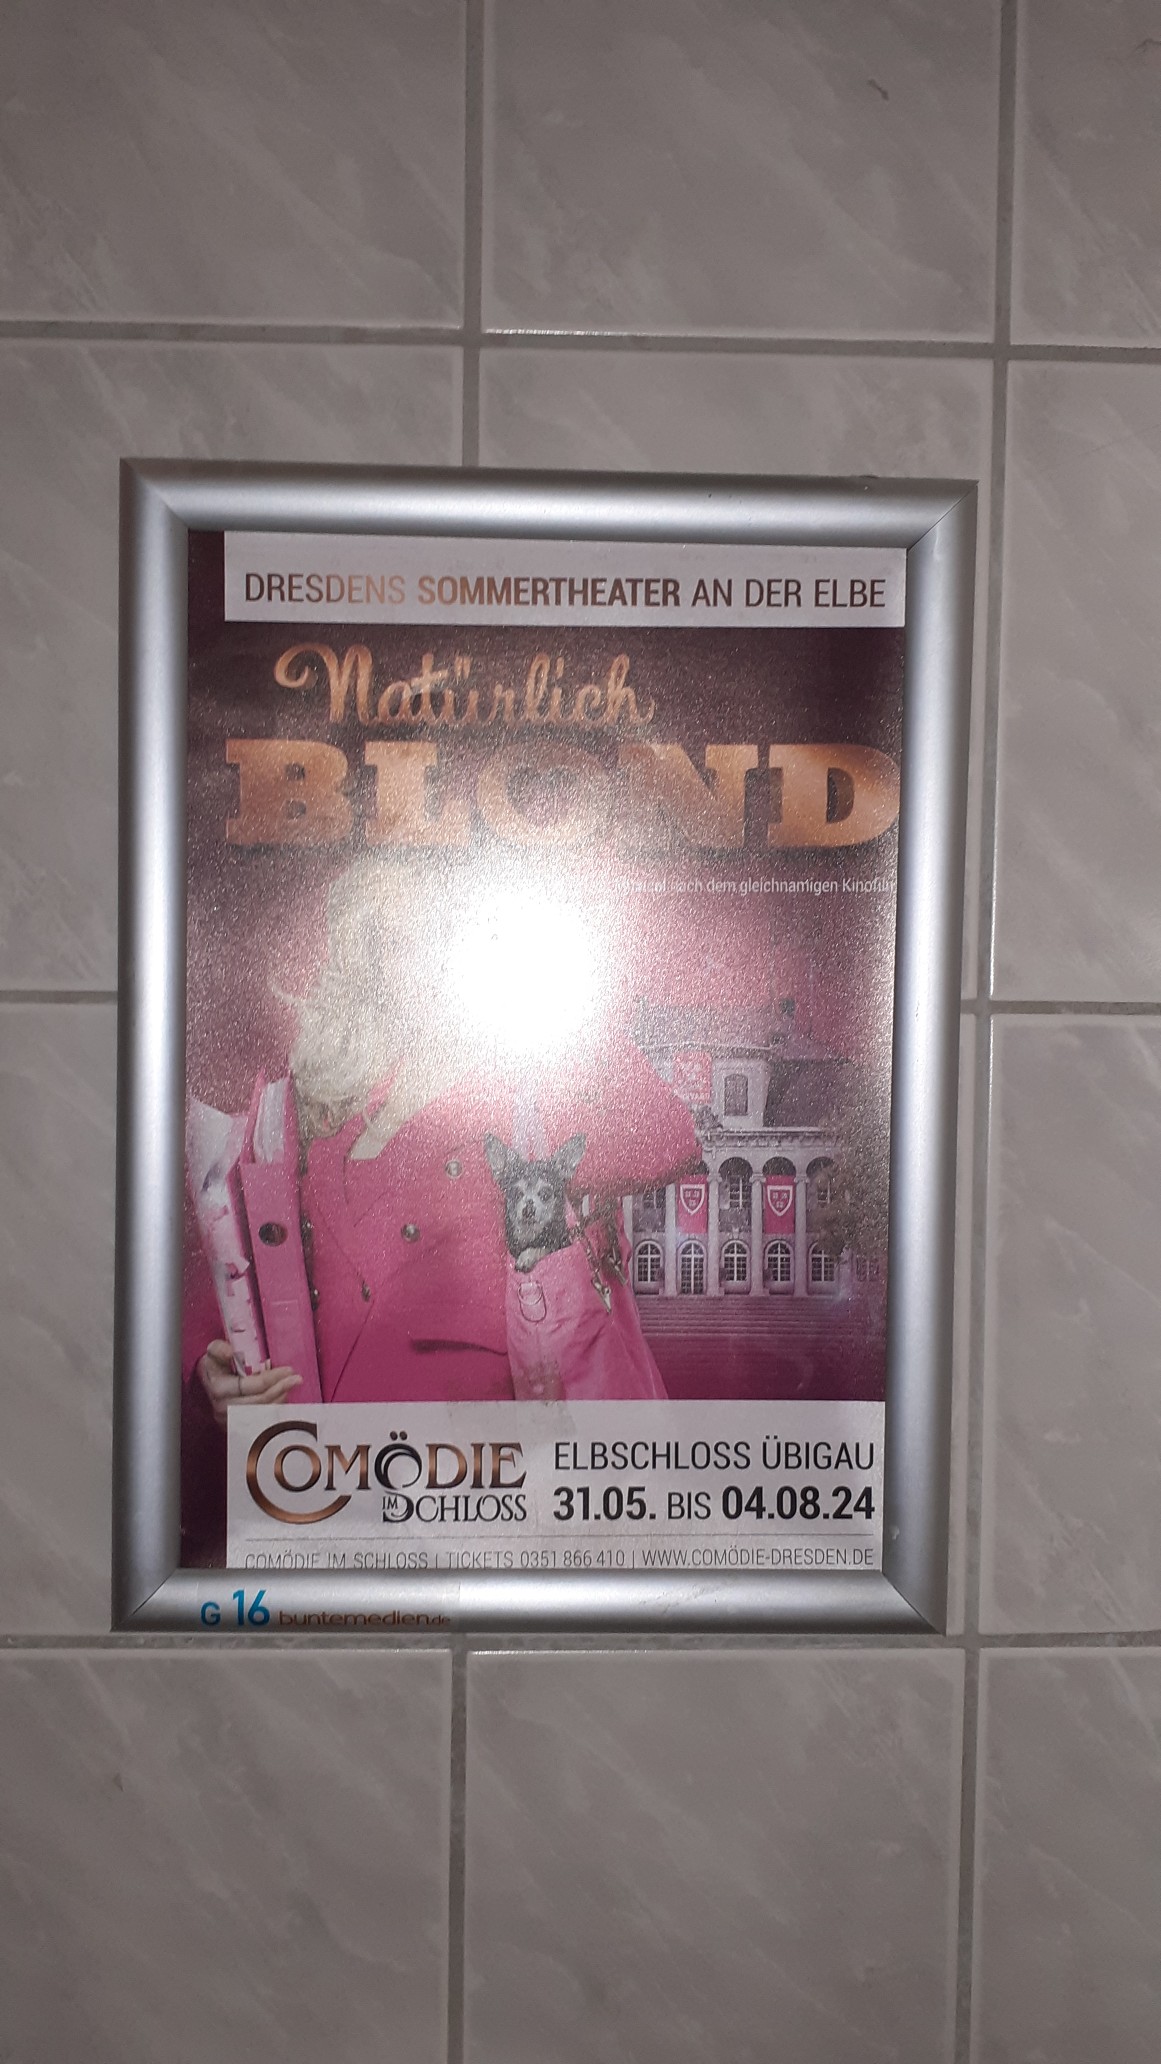 DRESDENS SOMMERTHEATER AN DER ELBE
Natürlich
BLOND
nach dem gleichnamigen Kinofilm
COMÖDIE
IM SCHLOSS
ELBSCHLOSS ÜBIGAU
31.05. BIS 04.08.24
COMÖDIE IM SCHLOSS | TICKETS 0351 866 410 | WWW.COMÖDIE-DRESDEN.DE
G 16 buntemedien.de